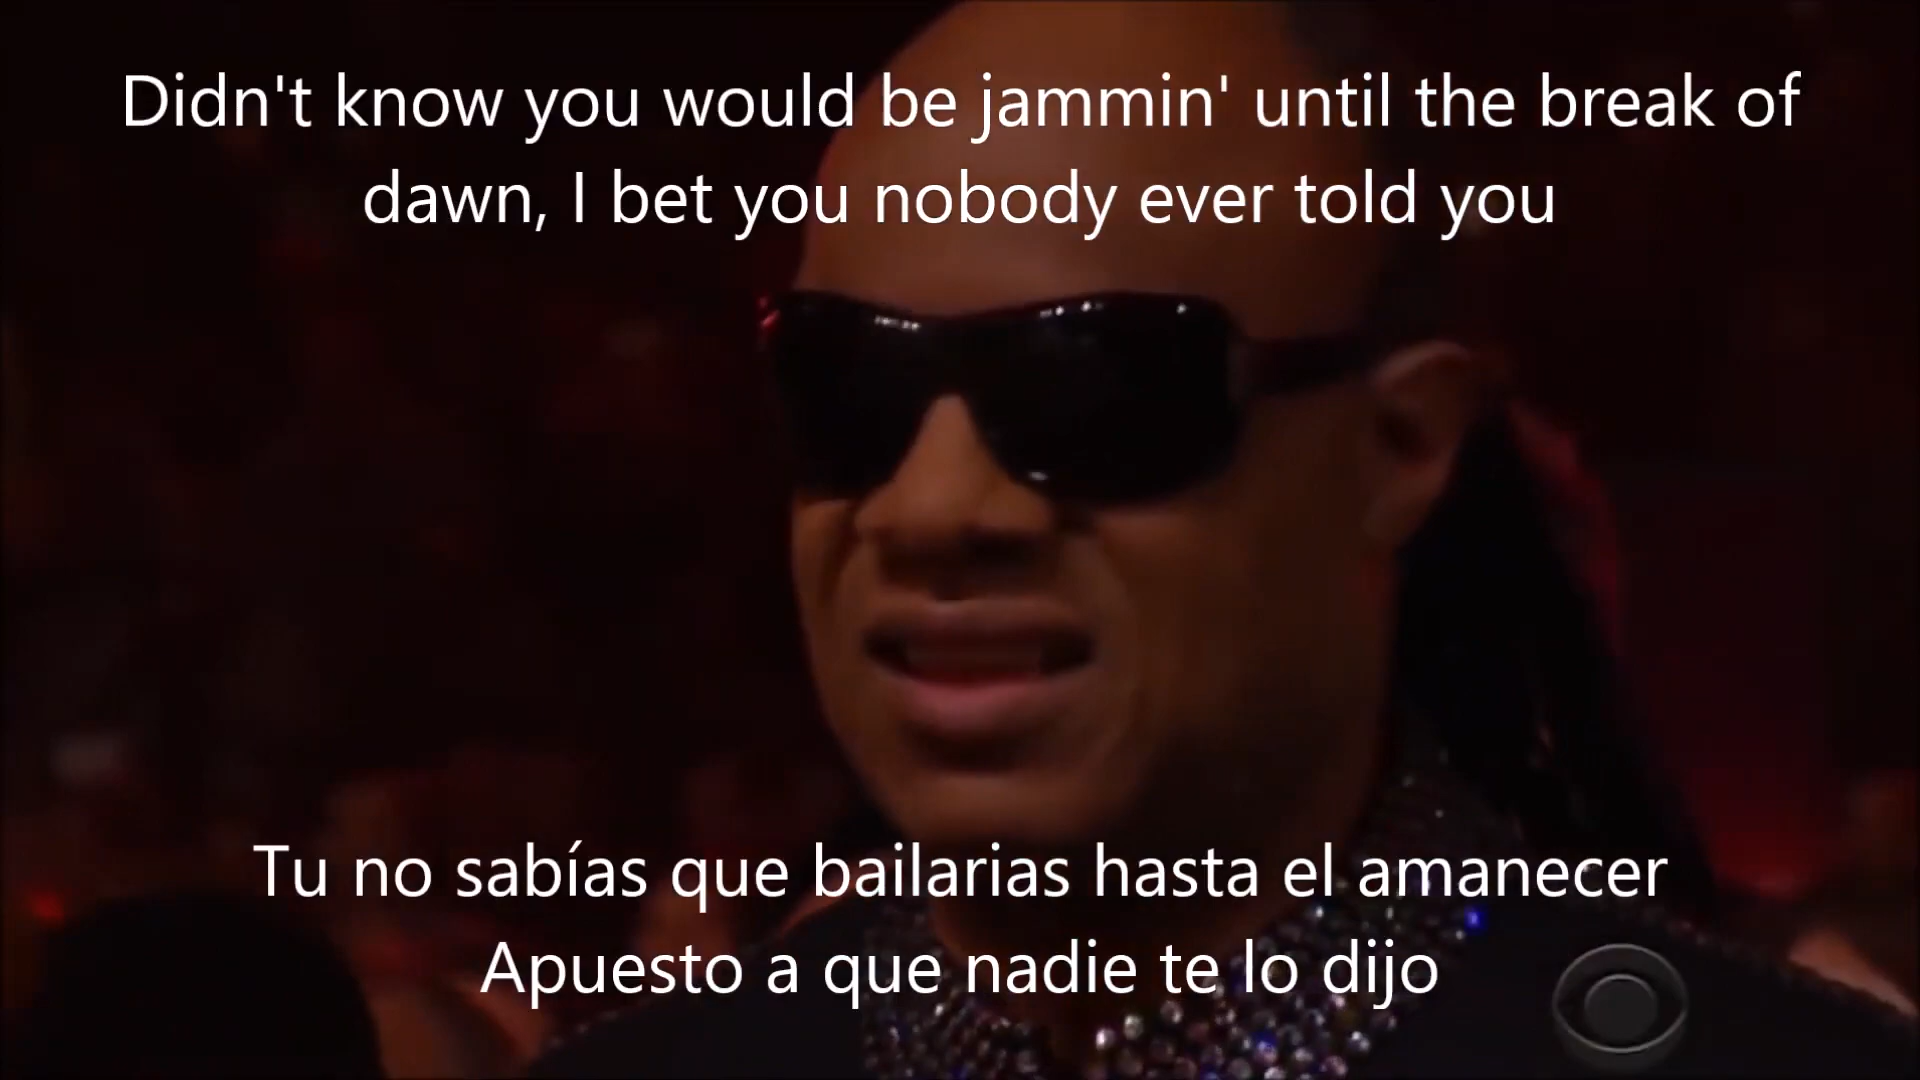 Didn't know you would be jammin' until the break of
dawn, I bet you nobody ever told you
Tu no sabías que bailarias hasta el amanecer
Apuesto a que nadie te lo dijo